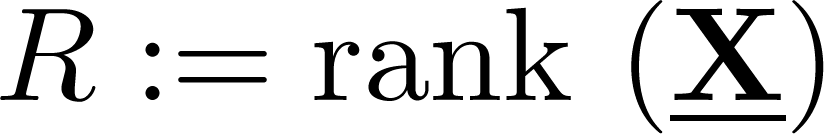 R := rank (X)